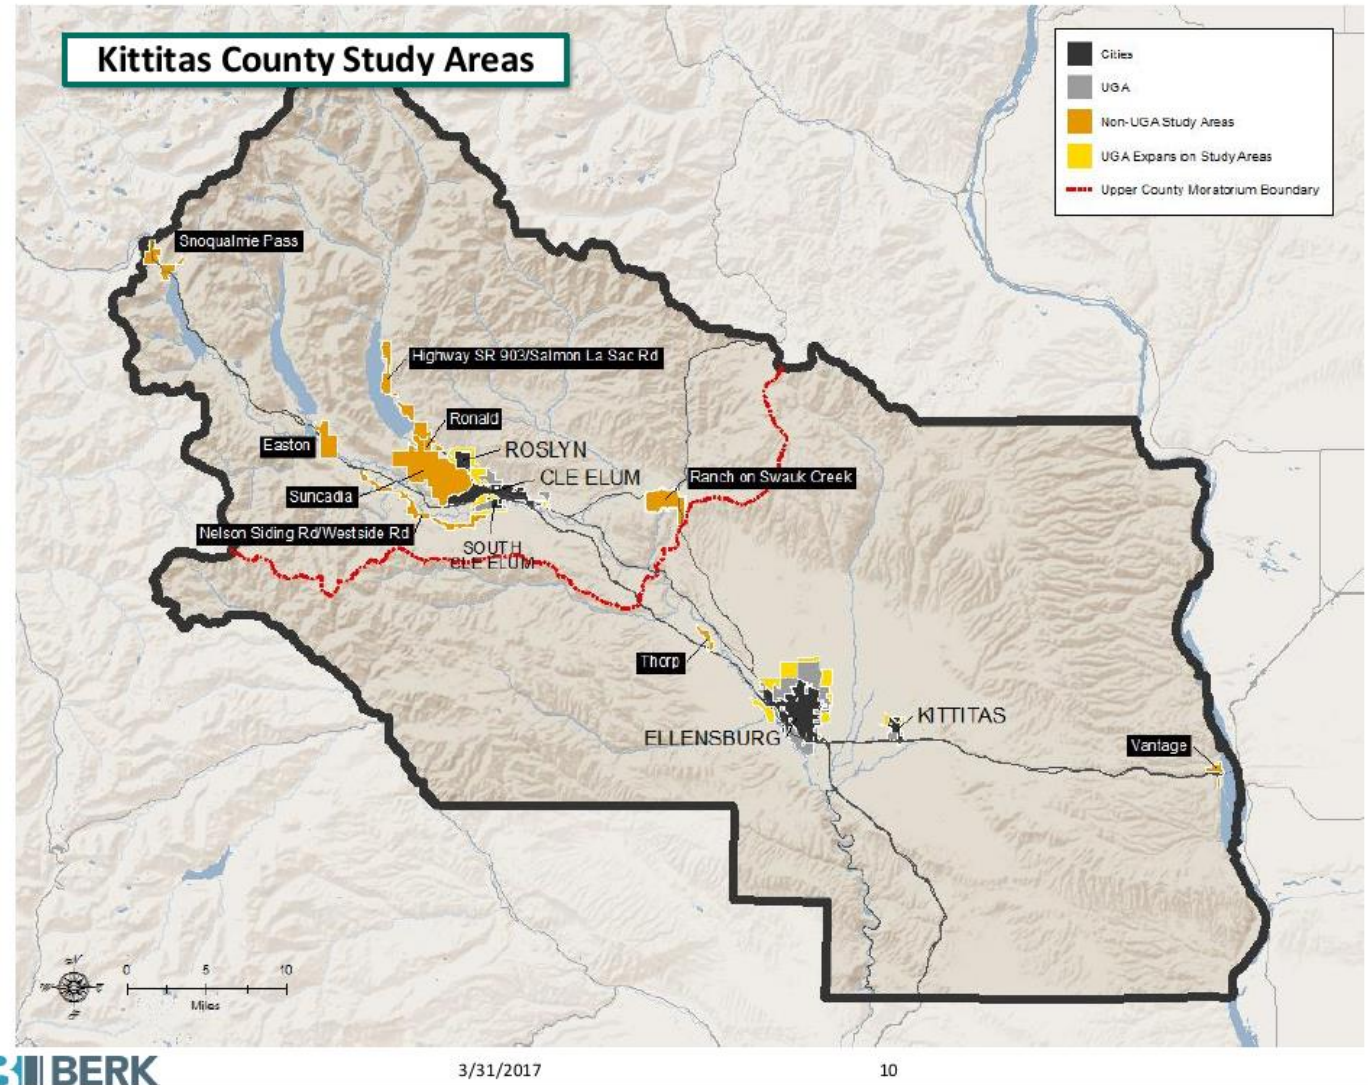 Kittitas County Study Areas
Cities
UGA
Non-UGA Study Areas
UGA Expansion Study Areas
Upper County Moratorium Boundary
Snoqualmie Pass
Highway SR 903/Salmon La Sac Rd
Ronald
Easton
ROSLYN
CLE ELUM
Ranch on Swauk Creek
Suncadia
Nelson Siding Rd/Westside Rd
SOUTH
CLE ELUM
Thorp
KITTITAS
ELLENSBURG
Vantage
N
0 5 10
Miles
BERK
3/31/2017
10